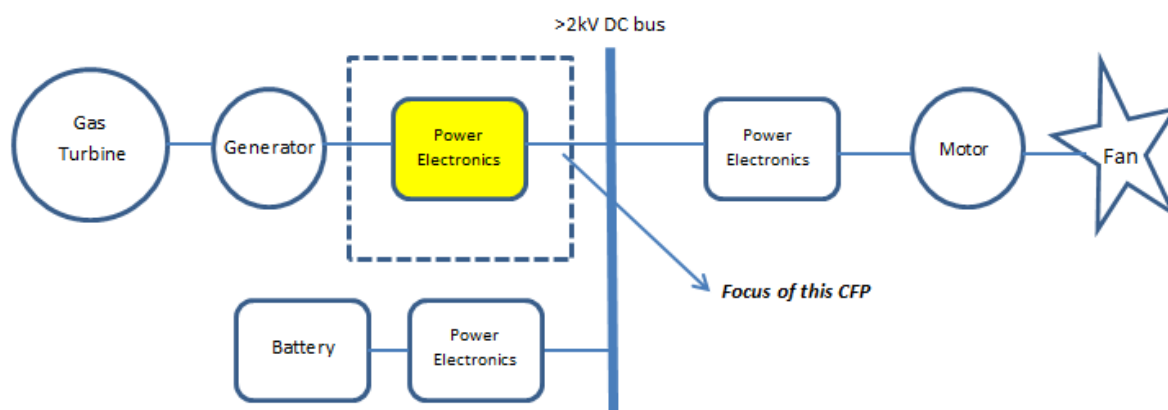 >2kV DC bus
Gas
Turbine
Generator
Power
Electronics
Power
Electronics
Motor
Fan
Focus of this CFP
Battery
Power
Electronics